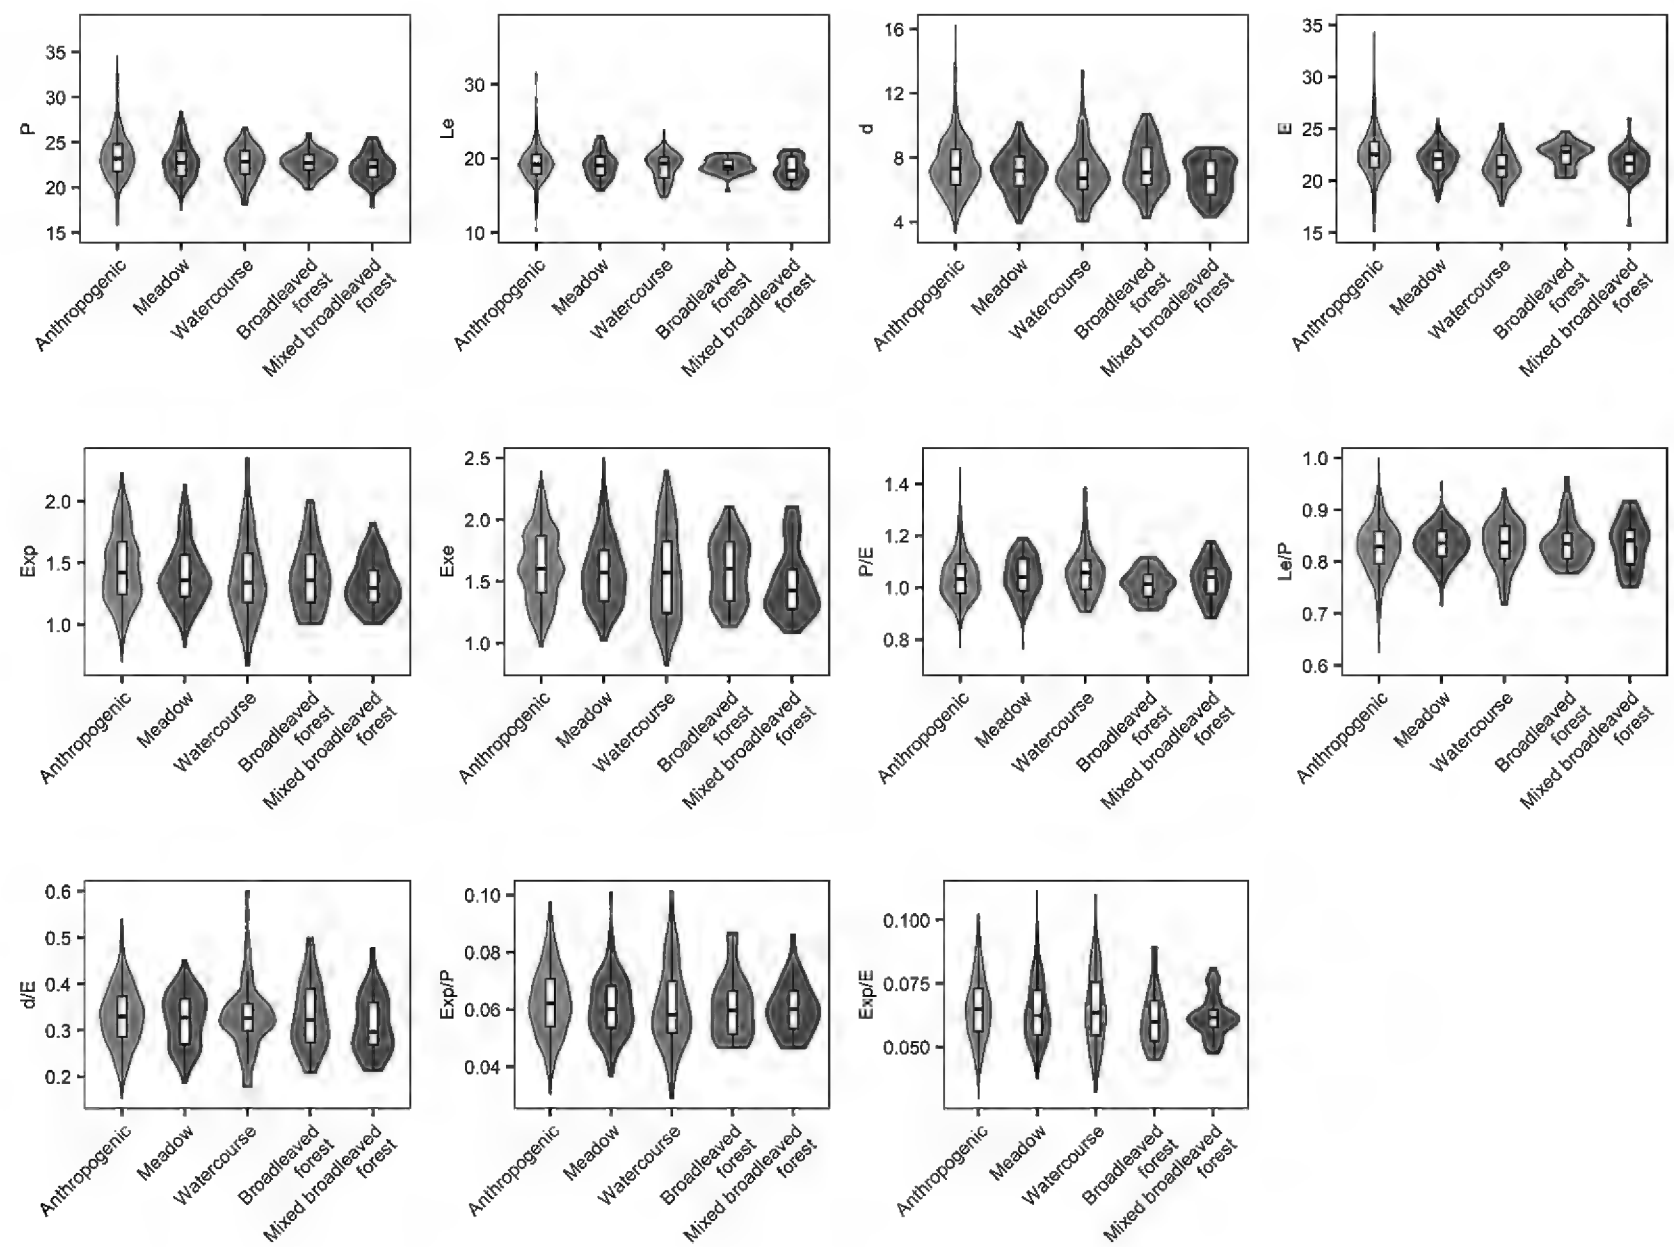 P
35
30
25
20
15
Anthropogenic
Meadow
Watercourse
Broadleaved
forest
Mixed broadleaved
forest
Le
30
20
10
Anthropogenic
Meadow
Watercourse
Broadleaved
forest
Mixed broadleaved
forest
d
16
12
8
4
Anthropogenic
Meadow
Watercourse
Broadleaved
forest
Mixed broadleaved
forest
E
35
30
25
20
15
Anthropogenic
Meadow
Watercourse
Broadleaved
forest
Mixed broadleaved
forest
Exp
2.0
1.5
1.0
Anthropogenic
Meadow
Watercourse
Broadleaved
forest
Mixed broadleaved
forest
Exe
2.5
2.0
1.5
1.0
Anthropogenic
Meadow
Watercourse
Broadleaved
forest
Mixed broadleaved
forest
P/E
1.4
1.2
1.0
0.8
Anthropogenic
Meadow
Watercourse
Broadleaved
forest
Mixed broadleaved
forest
Le/P
1.0
0.9
0.8
0.7
0.6
Anthropogenic
Meadow
Watercourse
Broadleaved
forest
Mixed broadleaved
forest
d/E
0.6
0.5
0.4
0.3
0.2
Anthropogenic
Meadow
Watercourse
Broadleaved
forest
Mixed broadleaved
forest
Exp/P
0.10
0.08
0.06
0.04
Anthropogenic
Meadow
Watercourse
Broadleaved
forest
Mixed broadleaved
forest
Exp/E
0.100
0.075
0.050
Anthropogenic
Meadow
Watercourse
Broadleaved
forest
Mixed broadleaved
forest